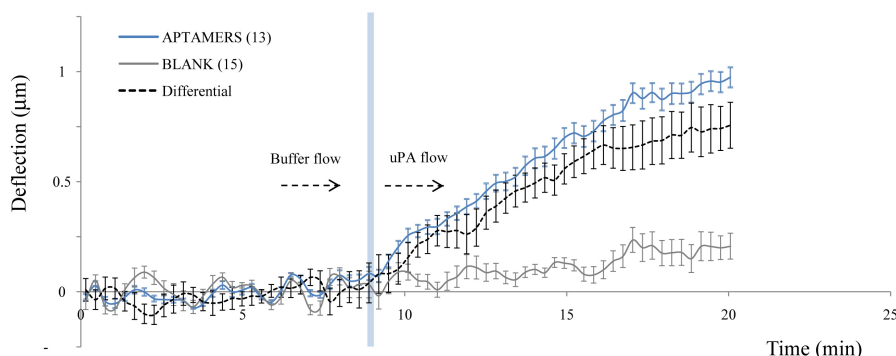 APTAMERS (13)
BLANK (15)
Differential
Deflection (µm)
1
0.5
0
-
Buffer flow
uPA flow
0
5
10
15
20
25
Time (min)